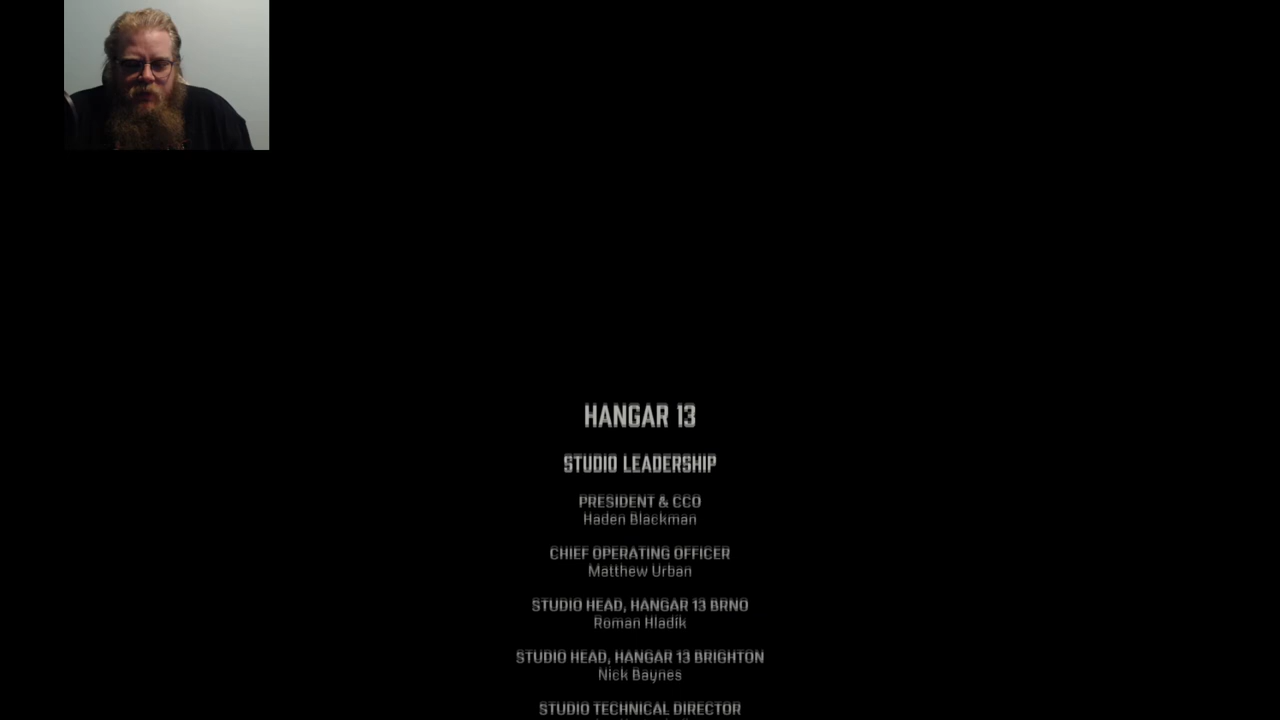 HANGAR 13
STUDIO LEADERSHIP
PRESIDENT & CCO
Haden Blackman
CHIEF OPERATING OFFICER
Matthew Urban
STUDIO HEAD, HANGAR 13 BRNO
Roman Hladik
STUDIO HEAD, HANGAR 13 BRIGHTON
Nick Baynes
STUDIO TECHNICAL DIRECTOR